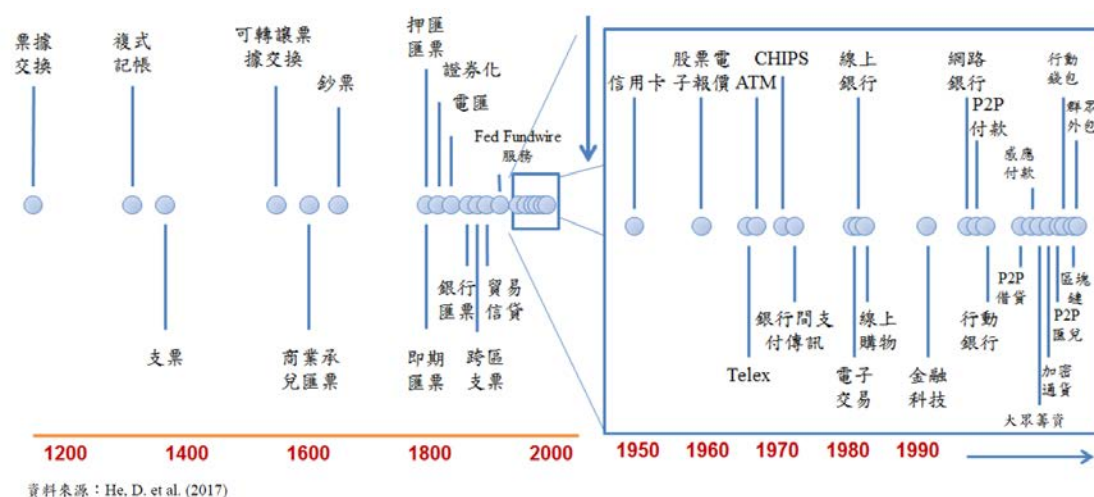 票據
交換
複式
記帳
可轉讓票
據交換
鈔票
押匯
匯票
證券化
電匯
Fed Fundwire
服務
支票
商業承
兌匯票
即期
匯票
銀行
匯票
跨區
支票
貿易
信貸
信用卡
股票電
子報價
ATM
CHIPS
線上
銀行
網路
銀行
P2P
付款
感應
付款
行動
錢包
群眾
外包
Telex
銀行間支
付傳訊
電子
交易
線上
購物
金融
科技
行動
銀行
P2P
借貸
大眾籌資
加密
通貨
P2P
匯兌
區塊
鏈
1200 1400 1600 1800 2000
1950 1960 1970 1980 1990
資料來源:He, D. et al. (2017)